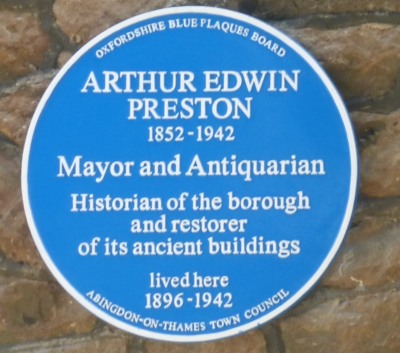 OXFORDSHIRE BLUE PLAQUES BOARD
ARTHUR EDWIN
PRESTON
1852-1942
Mayor and Antiquarian
Historian of the borough
and restorer
of its ancient buildings
lived here
1896-1942
ABINGDON-ON-THAMES TOWN COUNCIL